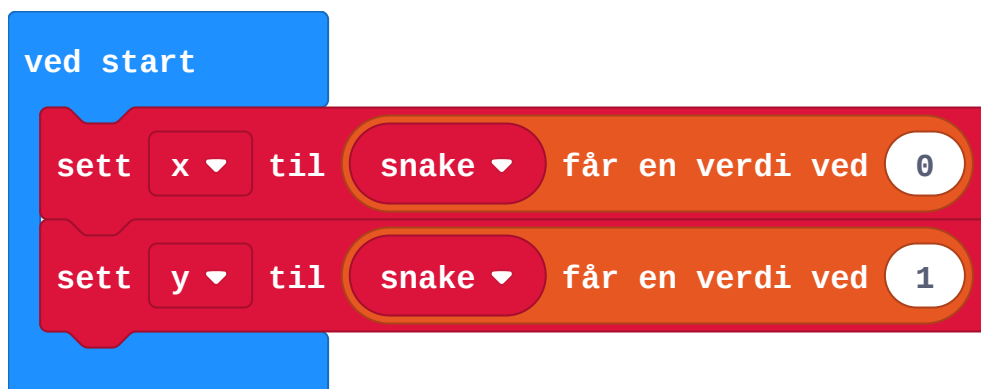 ved start
sett x til snake får en verdi ved 0
sett y til snake får en verdi ved 1